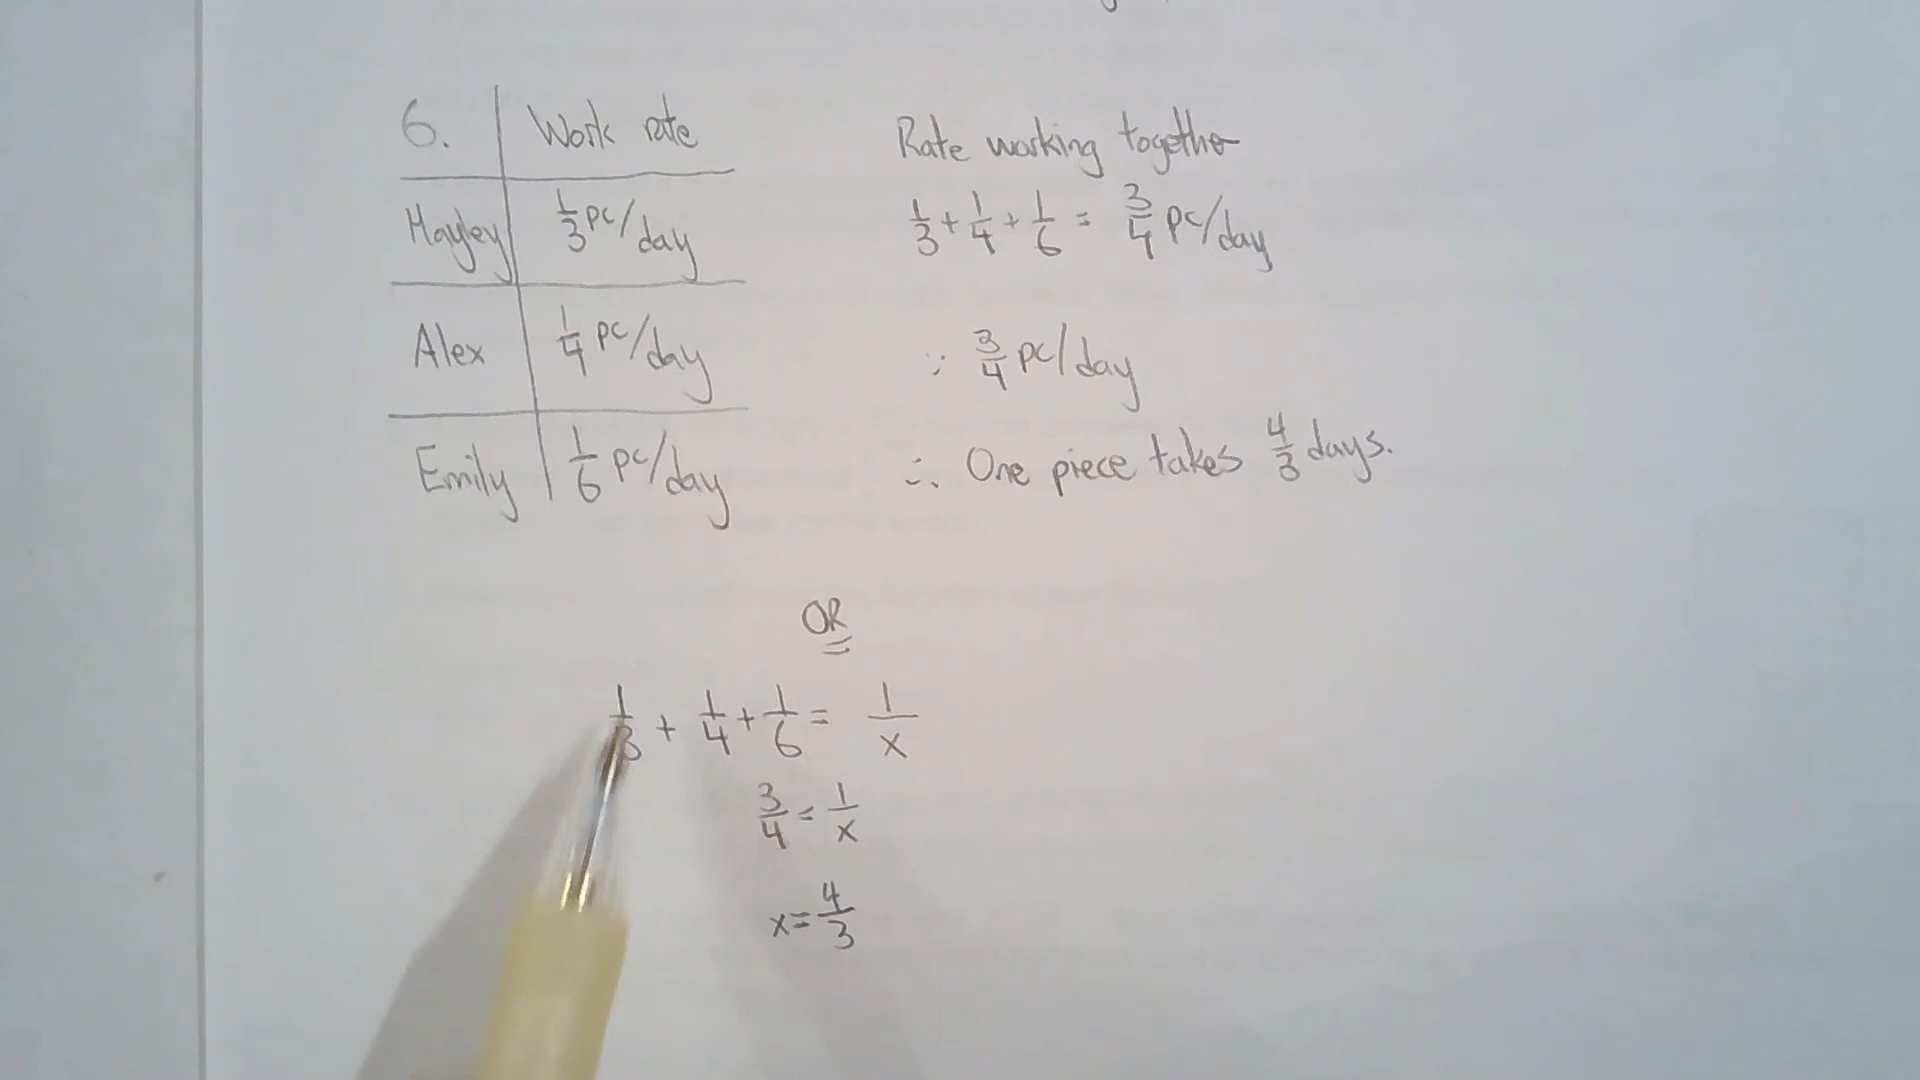 6. Work rate
Hayley 1/3 pc/day
Alex 1/4 pc/day
Emily 1/6 pc/day
Rate working together
1/3 + 1/4 + 1/6 = 3/4 pc/day
∵ 3/4 pc/day
∴ One piece takes 4/3 days.
OR
1/3 + 1/4 + 1/6 = 1/x
3/4 = 1/x
x = 4/3